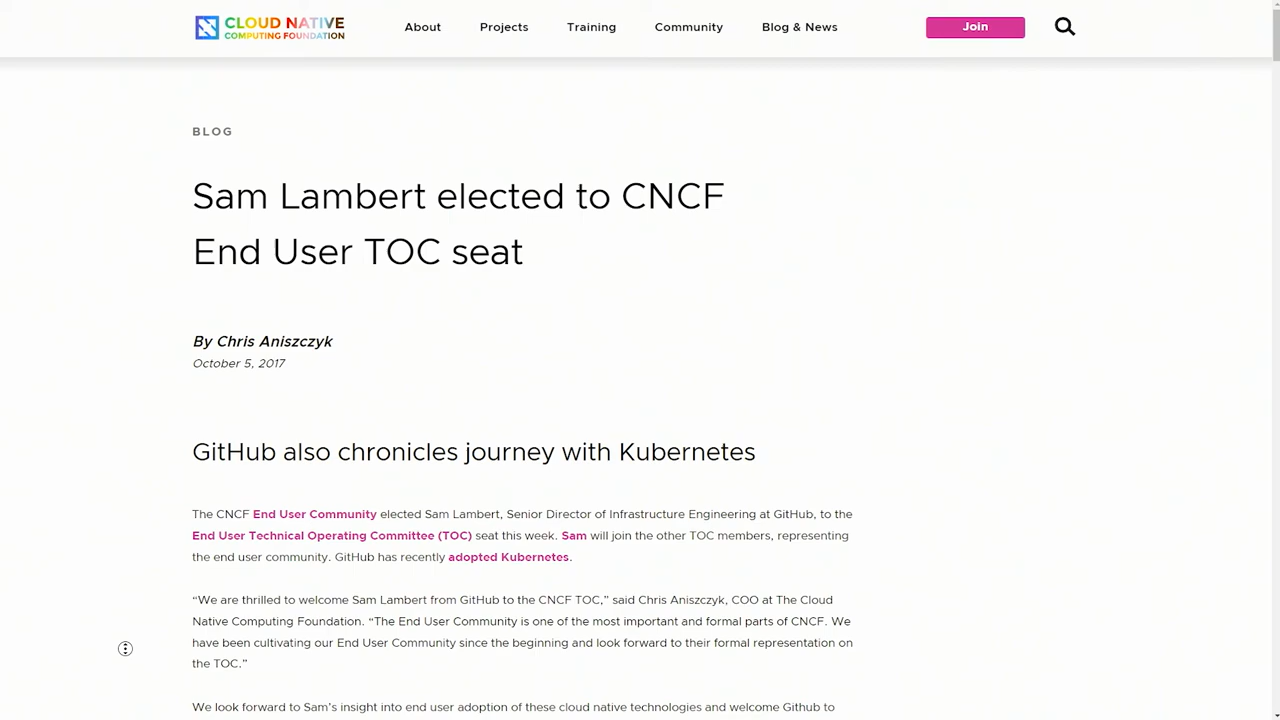 CLOUD NATIVE
COMPUTING FOUNDATION
About
Projects
Training
Community
Blog & News
Join
BLOG
Sam Lambert elected to CNCF
End User TOC seat
By Chris Aniszczyk
October 5, 2017
GitHub also chronicles journey with Kubernetes
The CNCF End User Community elected Sam Lambert, Senior Director of Infrastructure Engineering at GitHub, to the
End User Technical Operating Committee (TOC) seat this week. Sam will join the other TOC members, representing
the end user community. GitHub has recently adopted Kubernetes.
“We are thrilled to welcome Sam Lambert from GitHub to the CNCF TOC,” said Chris Aniszczyk, COO at The Cloud
Native Computing Foundation. “The End User Community is one of the most important and formal parts of CNCF. We
have been cultivating our End User Community since the beginning and look forward to their formal representation on
the TOC.”
We look forward to Sam’s insight into end user adoption of these cloud native technologies and welcome Github to